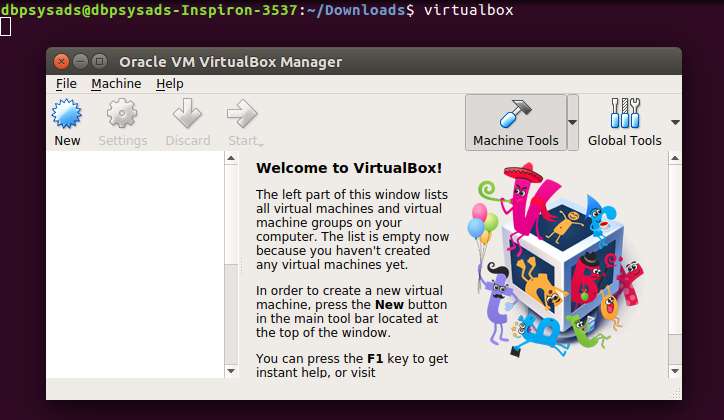 dbpsysads@dbpsysads-Inspiron-3537:~/Downloads$ virtualbox
Oracle VM VirtualBox Manager
File Machine Help
New Settings Discard Start Machine Tools Global Tools
Welcome to VirtualBox!
The left part of this window lists
all virtual machines and virtual
machine groups on your
computer. The list is empty now
because you haven't created
any virtual machines yet.
In order to create a new virtual
machine, press the New button
in the main tool bar located at
the top of the window.
You can press the F1 key to get
instant help, or visit